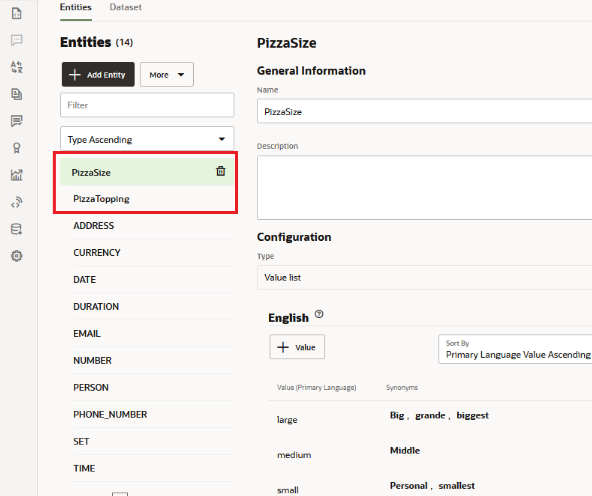 Entities Dataset
Entities (14)
+ Add Entity More
Filter
Type Ascending
PizzaSize
PizzaTopping
ADDRESS
CURRENCY
DATE
DURATION
EMAIL
NUMBER
PERSON
PHONE_NUMBER
SET
TIME
PizzaSize
General Information
Name
PizzaSize
Description
Configuration
Type
Value list
English
+ Value
Sort By
Primary Language Value Ascending
Value (Primary Language) Synonyms
large Big , grande , biggest
medium Middle
small Personal , smallest